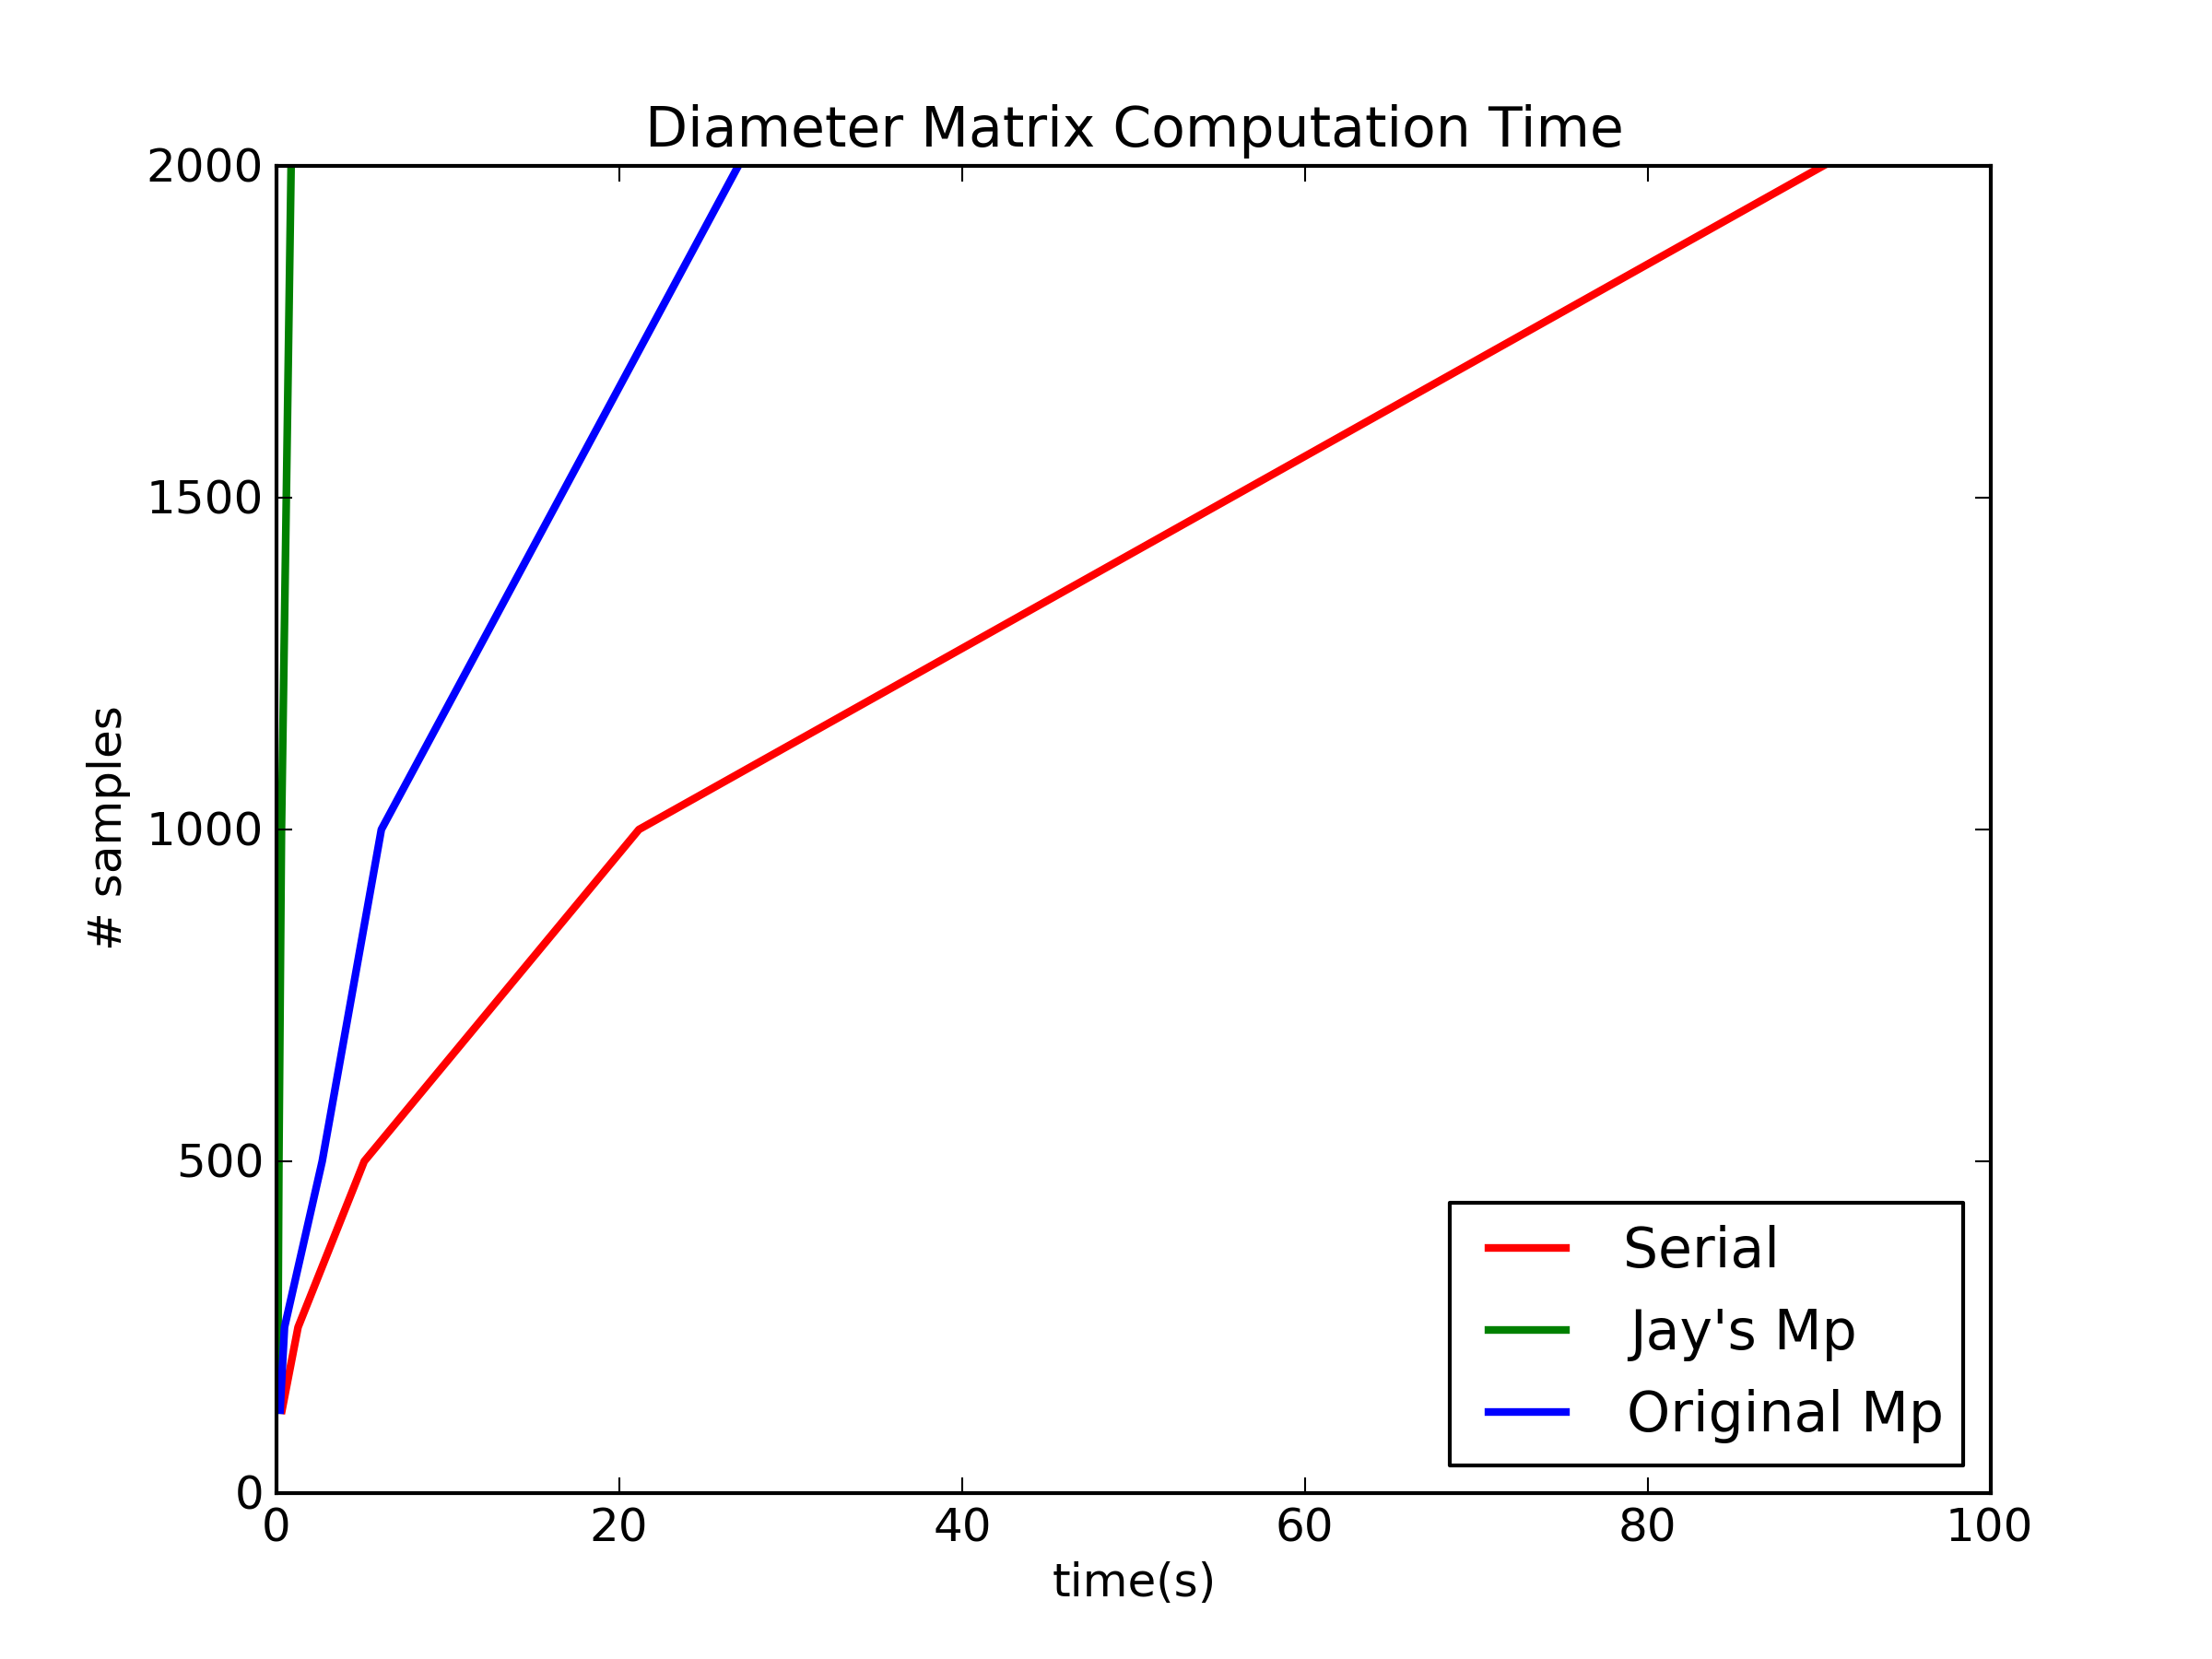 Diameter Matrix Computation Time
2000
1500
1000
500
0
# samples
0 20 40 60 80 100
time(s)
Serial
Jay's Mp
Original Mp